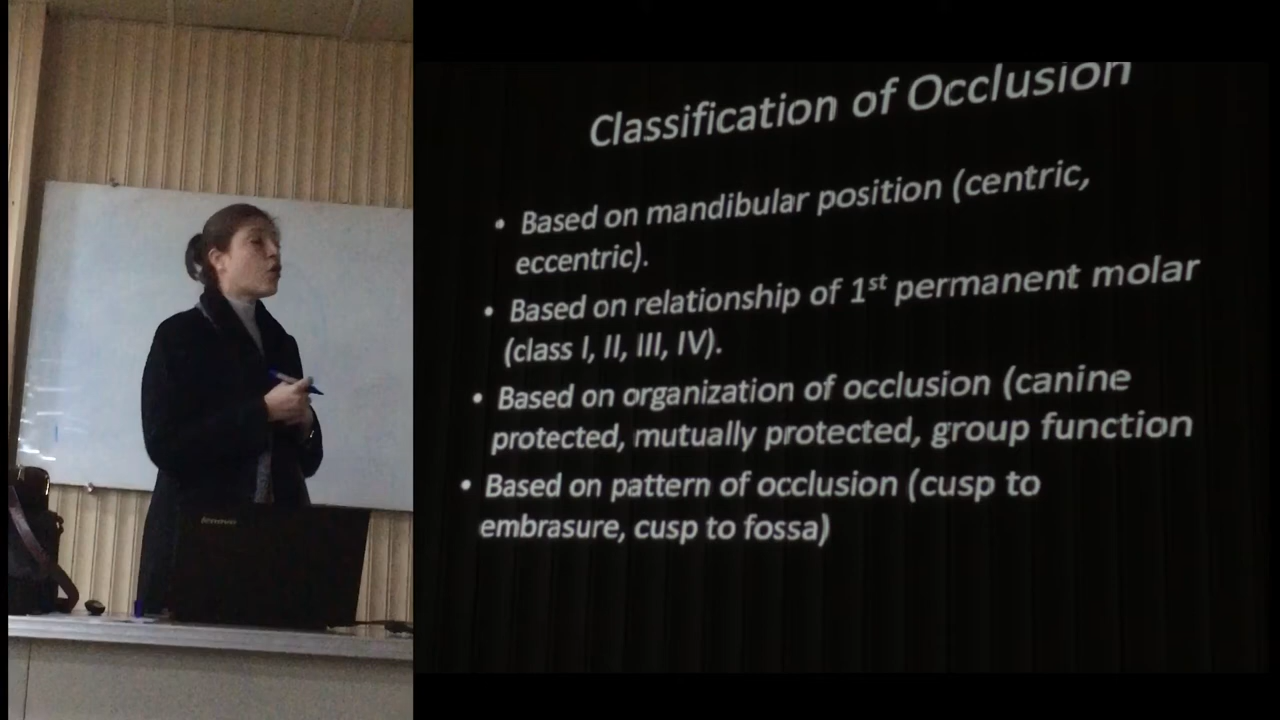 Classification of Occlusion
• Based on mandibular position (centric,
eccentric).
• Based on relationship of 1st permanent molar
(class I, II, III, IV).
• Based on organization of occlusion (canine
protected, mutually protected, group function
• Based on pattern of occlusion (cusp to
embrasure, cusp to fossa)
lenovo